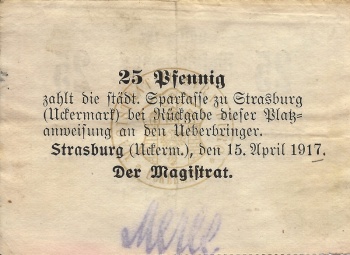 25 Pfennig
zahlt die städt. Sparkasse zu Strasburg
(Uckermark) bei Rückgabe dieser Platz-
anweisung an den Ueberbringer.
Strasburg (Uckerm.), den 15. April 1917.
Der Magistrat.